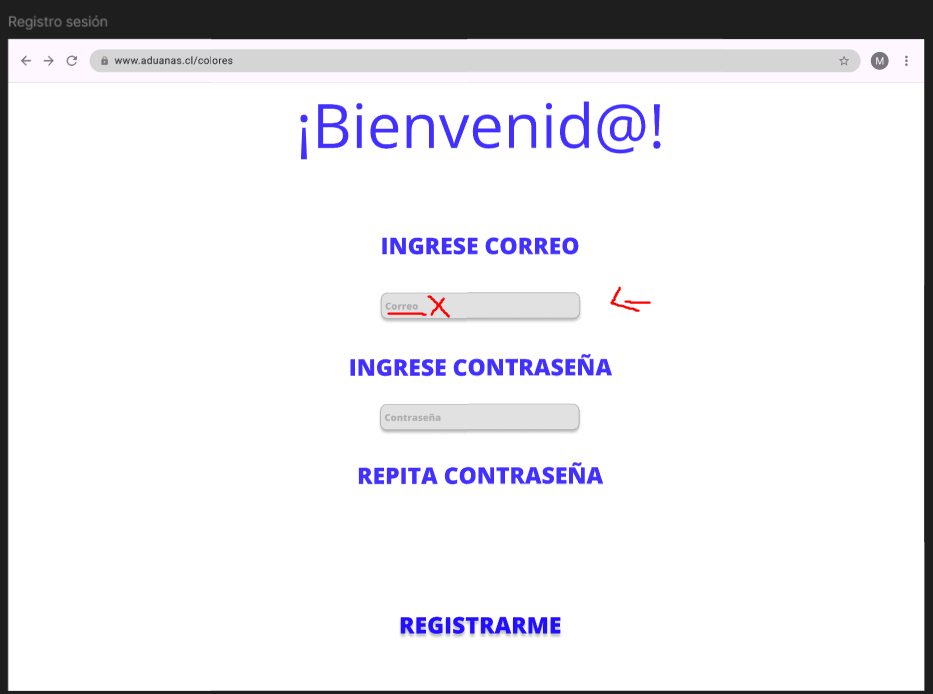 Registro sesión
www.aduanas.cl/colores
M
¡Bienvenid@!
INGRESE CORREO
Correo X
INGRESE CONTRASEÑA
Contraseña
REPITA CONTRASEÑA
REGISTRARME